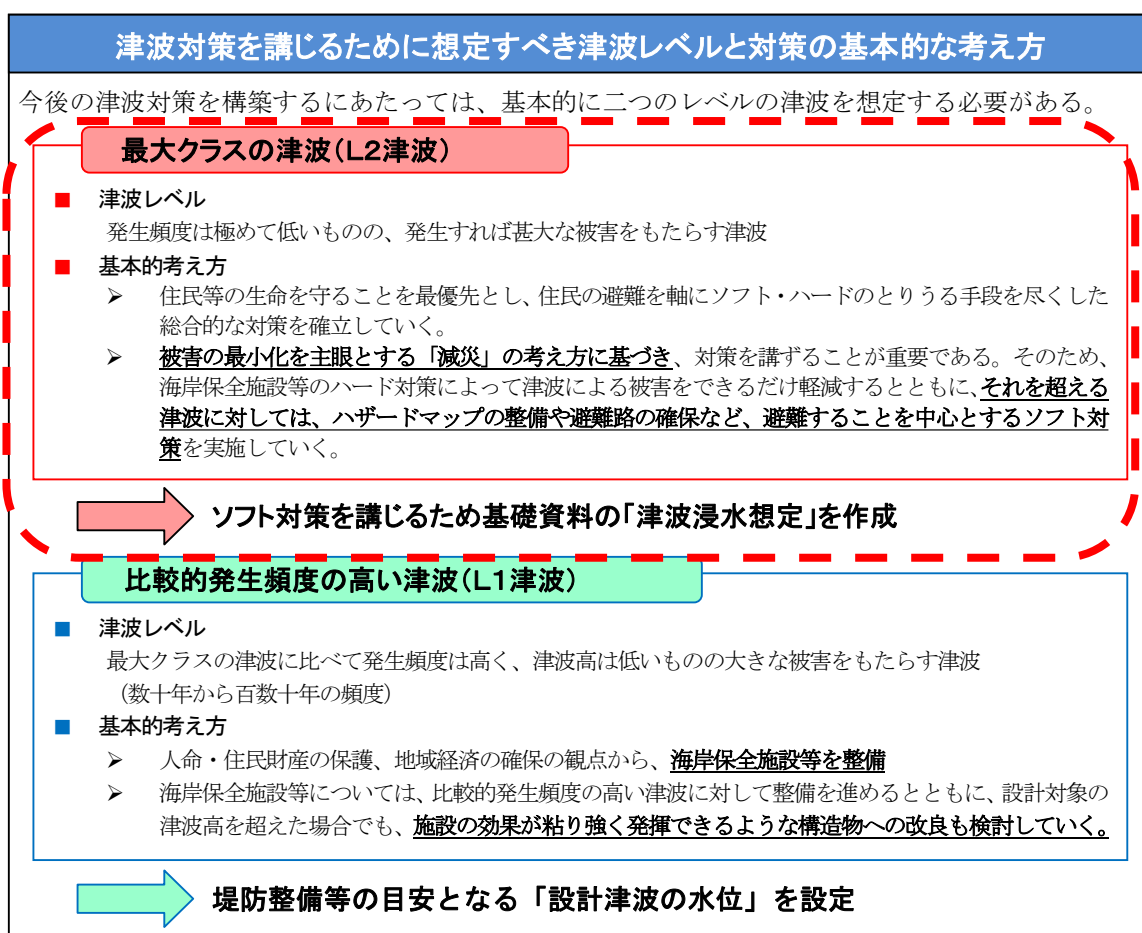 津波対策を講じるために想定すべき津波レベルと対策の基本的な考え方
今後の津波対策を構築するにあたっては、基本的に二つのレベルの津波を想定する必要がある。
最大クラスの津波(L2津波)
■ 津波レベル
発生頻度は極めて低いものの、発生すれば甚大な被害をもたらす津波
■ 基本的考え方
➢ 住民等の生命を守ることを最優先とし、住民の避難を軸にソフト・ハードのとりうる手段を尽くした
総合的な対策を確立していく。
➢ 被害の最小化を主眼とする「減災」の考え方に基づき、対策を講ずることが重要である。そのため、
海岸保全施設等のハード対策によって津波による被害をできるだけ軽減するとともに、それを超える
津波に対しては、ハザードマップの整備や避難路の確保など、避難することを中心とするソフト対
策を実施していく。
ソフト対策を講じるため基礎資料の「津波浸水想定」を作成
比較的発生頻度の高い津波(L1津波)
■ 津波レベル
最大クラスの津波に比べて発生頻度は高く、津波高は低いものの大きな被害をもたらす津波
(数十年から百数十年の頻度)
■ 基本的考え方
➢ 人命・住民財産の保護、地域経済の確保の観点から、海岸保全施設等を整備
➢ 海岸保全施設等については、比較的発生頻度の高い津波に対して整備を進めるとともに、設計対象の
津波高を超えた場合でも、施設の効果が粘り強く発揮できるような構造物への改良も検討していく。
堤防整備等の目安となる「設計津波の水位」を設定